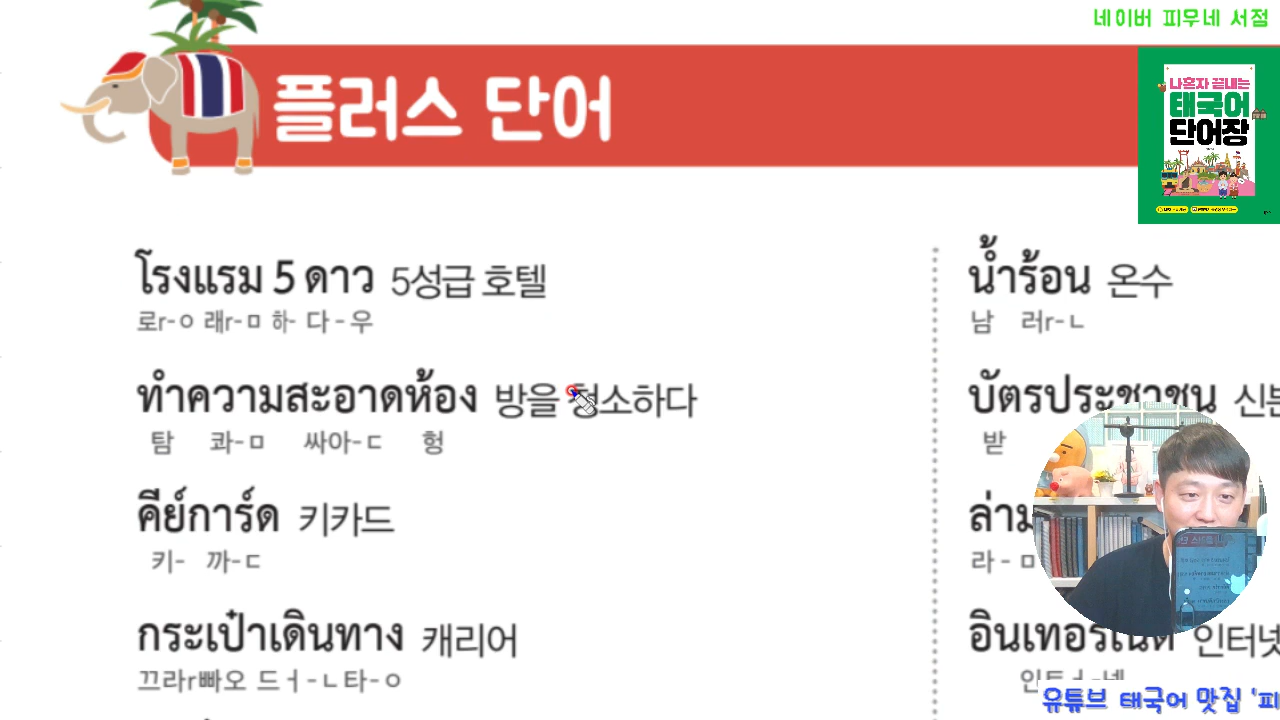 네이버 피무네 서점
플러스 단어
나혼자 끝내는
태국어
단어장
โรงแรม 5 ดาว 5성급 호텔
로r-ㅇ 래r-ㅁ 하- 다-우
ทำความสะอาดห้อง 방을 청소하다
탐 콰-ㅁ 싸아-ㄷ 헝
คีย์การ์ด 키카드
키- 까-ㄷ
กระเป๋าเดินทาง 캐리어
끄라r빠오 드ㅓ-ㄴ타-ㅇ
น้ำร้อน 온수
남 러r-ㄴ
บัตรประชาชน
받
ล่าม
라-ㅁ
อินเทอร์เน็ต 인터넷
유튜브 태국어 맛집 '피